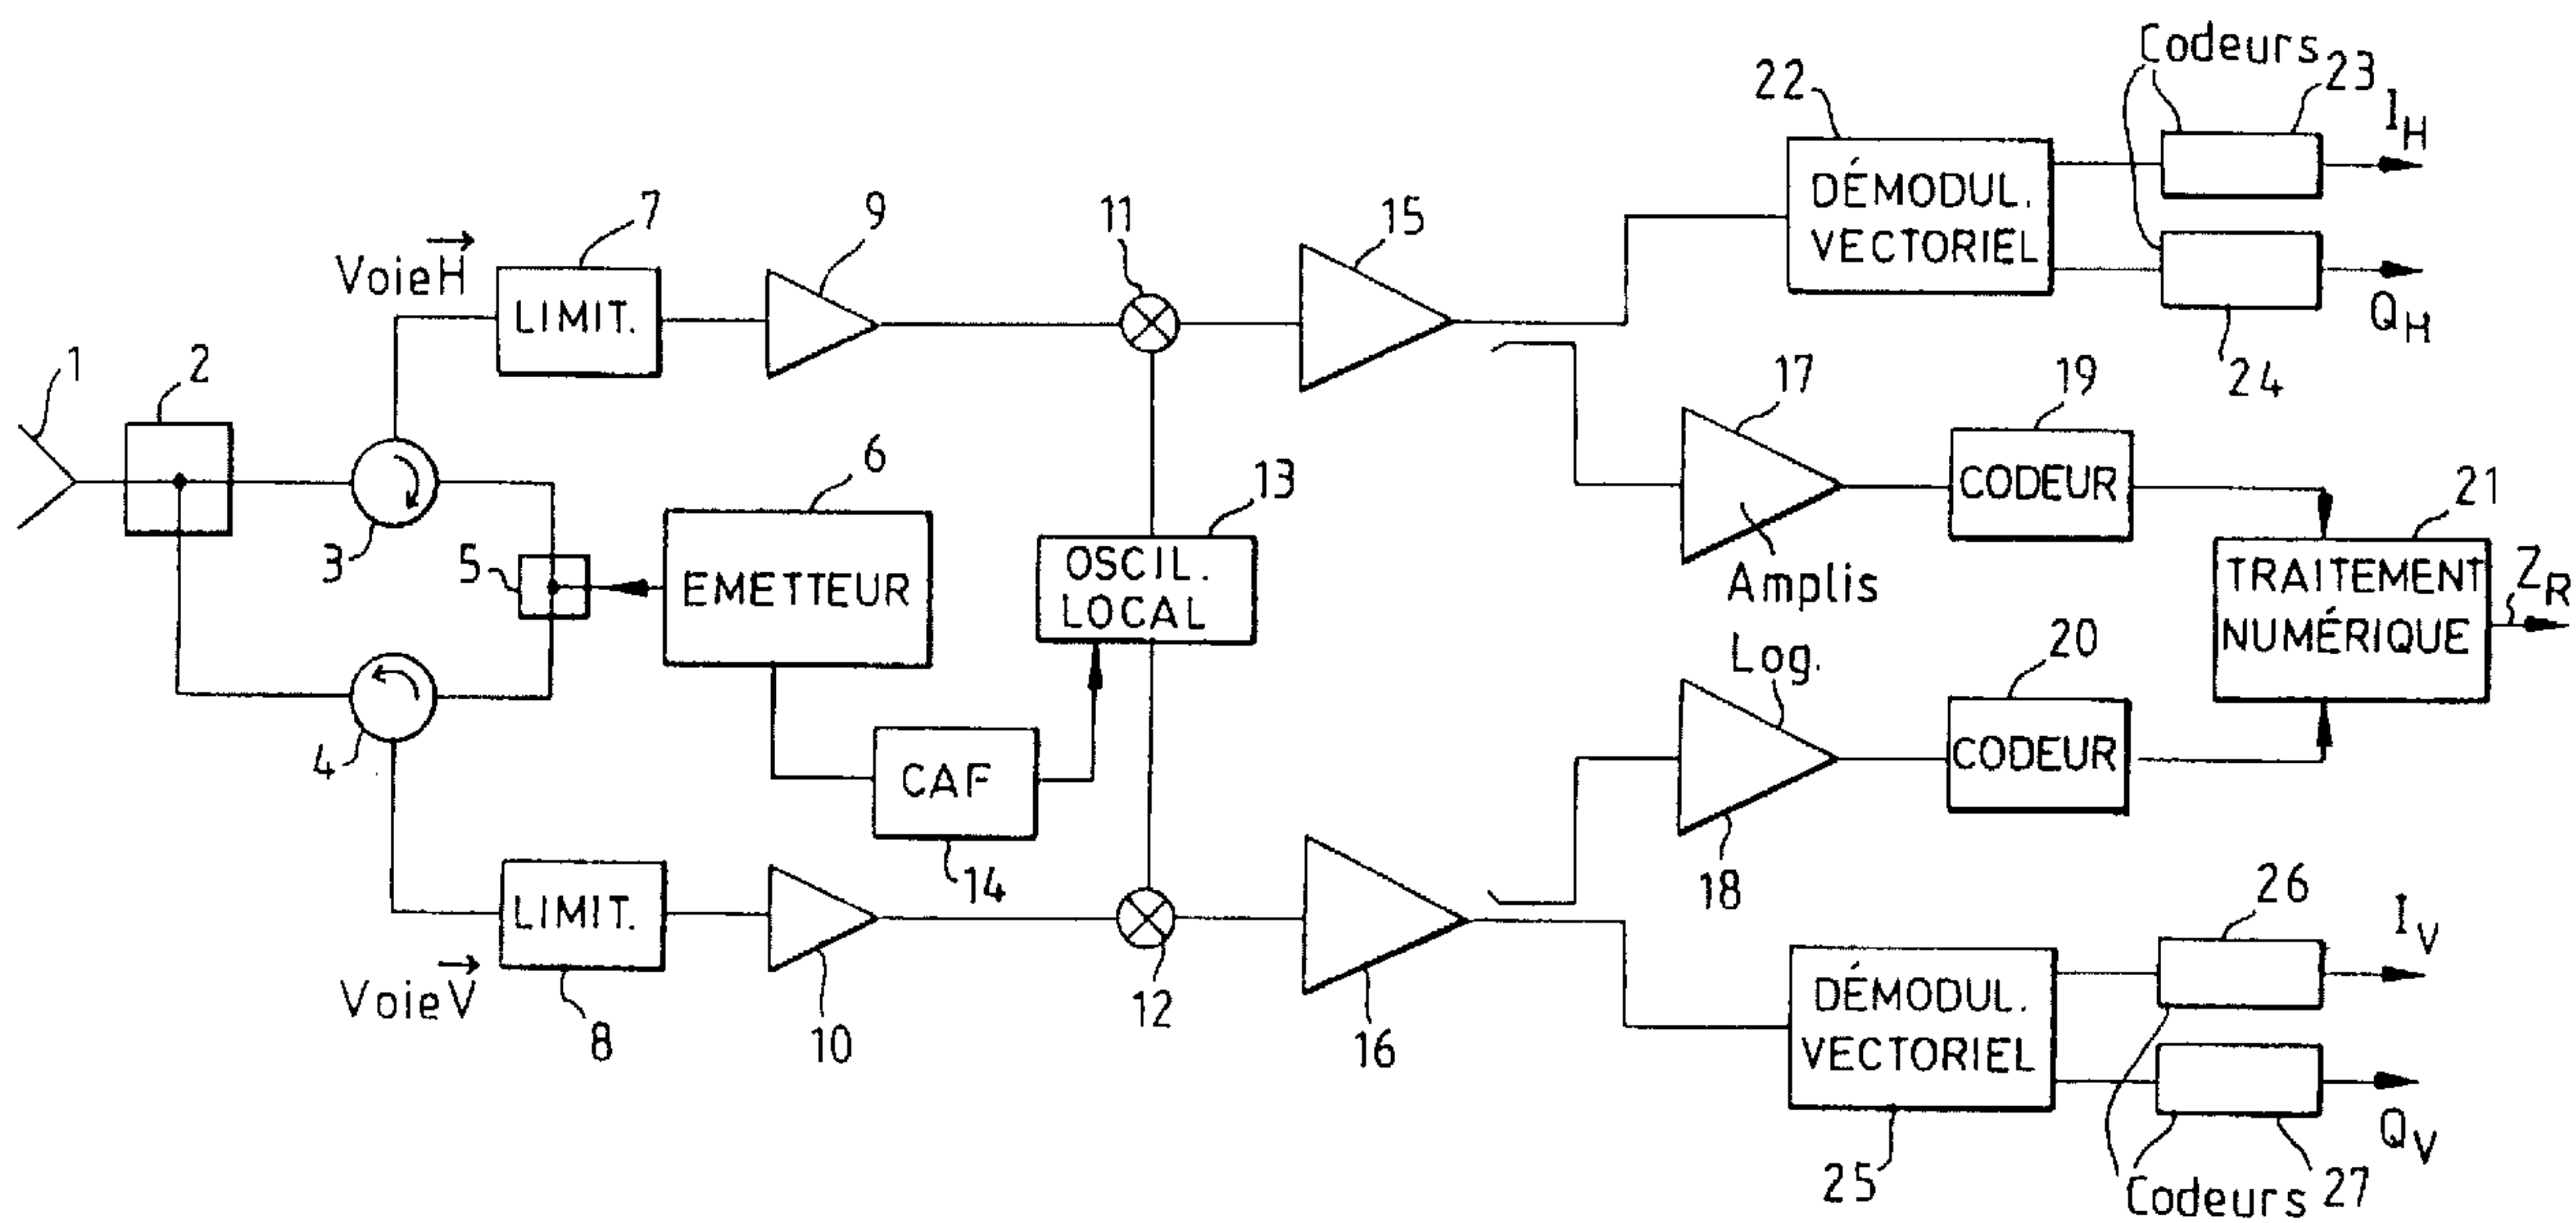 Codeurs
23
22
I_H
DÉMODUL.
VECTORIEL
Q_H
24
7
9
11
15
Voie H⃗
LIMIT.
1
2
17
19
6
13
21
CODEUR
3
5
EMETTEUR
OSCIL.
LOCAL
Amplis
Log.
TRAITEMENT
NUMÉRIQUE
Z_R
20
4
CAF
CODEUR
14
18
26
I_V
LIMIT.
Voie V⃗
8
10
12
16
DÉMODUL.
VECTORIEL
25
Q_V
Codeurs
27